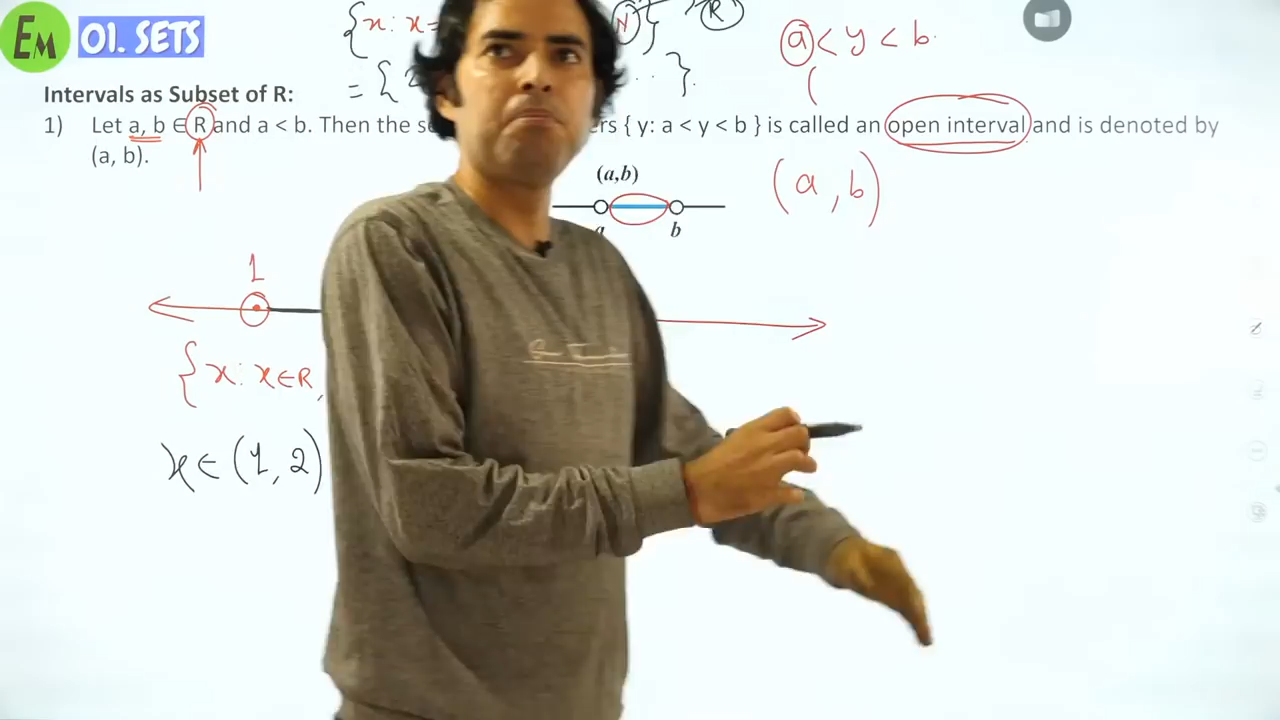 EM 01. SETS
{x: x= N} R
a < y < b.
= { . . }.
(
Intervals as Subset of R:
1) Let a, b ∈ R and a < b. Then the se rs { y: a < y < b } is called an open interval and is denoted by
(a, b).
(a,b)
(a, b)
a b
1
{x: x∈R,
x∈(1, 2)